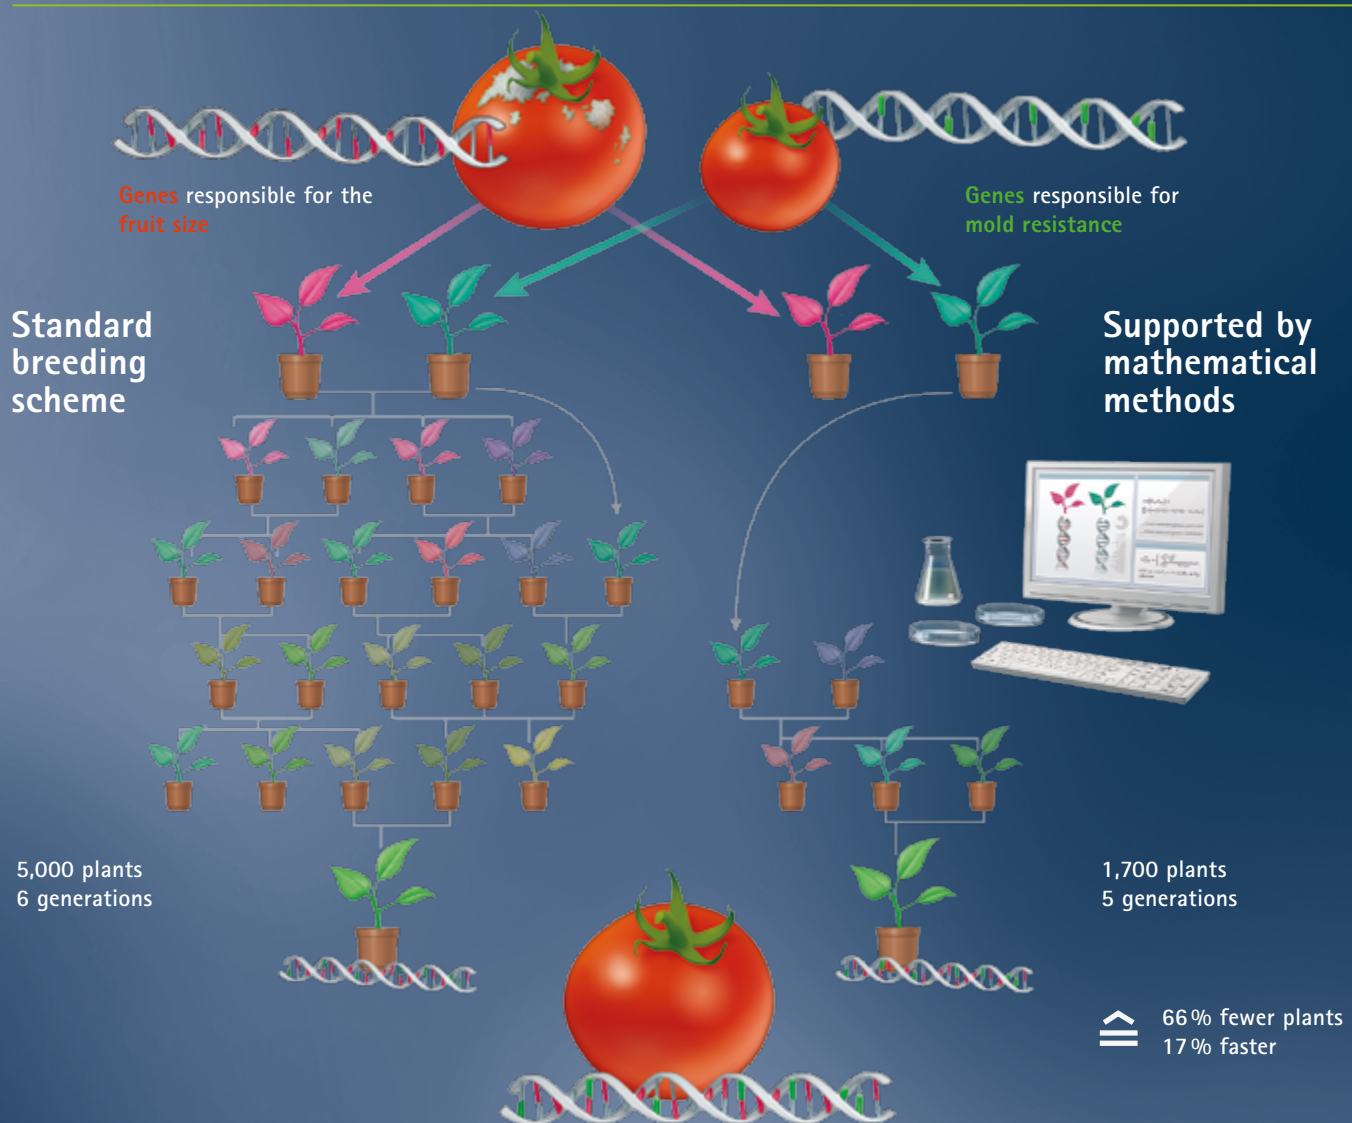 Genes responsible for the
fruit size
Genes responsible for
mold resistance
Standard
breeding
scheme
Supported by
mathematical
methods
5,000 plants
6 generations
1,700 plants
5 generations
≙ 66 % fewer plants
17 % faster